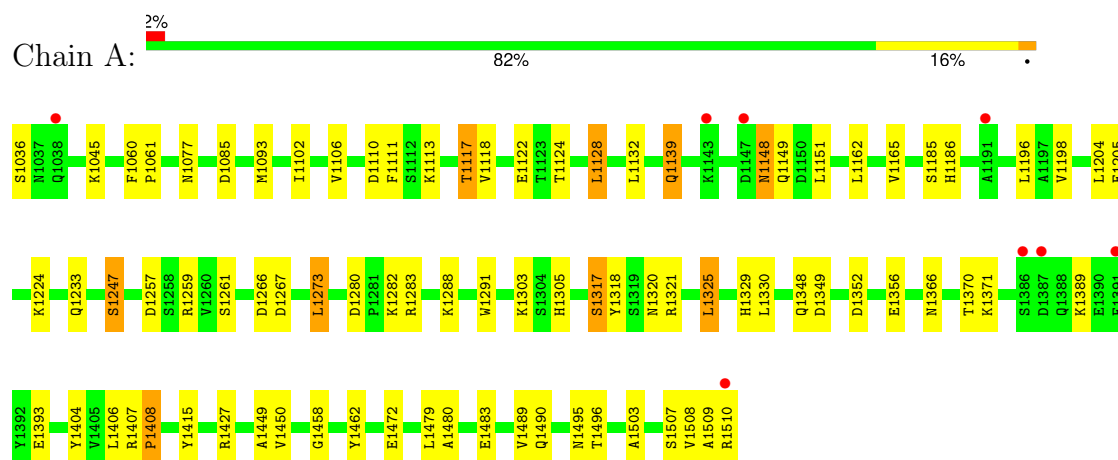 2%
Chain A:
82% 16% •
S1036 N1037 Q1038 K1045 F1060 P1061 N1077 D1085 M1093 I1102 V1106 D1110 F1111 S1112 K1113 T1117 V1118 E1122 T1123 T1124 L1128 L1132 Q1139 K1143 D1147 N1148 Q1149 D1150 L1151 L1162 V1165 S1185 H1186 A1191 L1196 A1197 V1198 L1204
K1224 Q1233 S1247 D1257 S1258 R1259 V1260 S1261 D1266 D1267 L1273 D1280 P1281 K1282 R1283 K1288 W1291 K1303 S1304 H1305 S1317 Y1318 S1319 N1320 R1321 L1325 H1329 L1330 Q1348 D1349 D1352 E1356 N1366 T1370 K1371 S1386 D1387 Q1388 K1389 E1390
Y1392 E1393 Y1404 V1405 L1406 R1407 P1408 Y1415 R1427 A1449 V1450 G1458 Y1462 E1472 L1479 A1480 E1483 V1489 Q1490 N1495 T1496 A1503 S1507 V1508 A1509 R1510